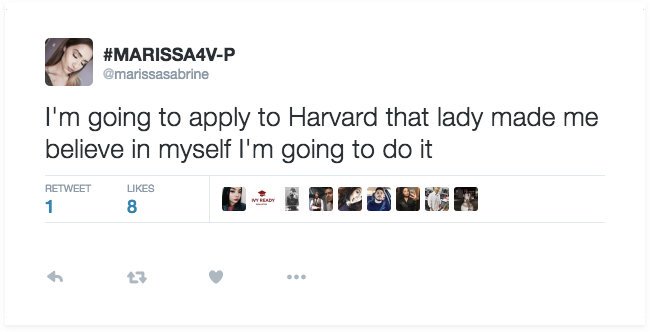 #MARISSA4V-P
@marissasabrine
I'm going to apply to Harvard that lady made me
believe in myself I'm going to do it
RETWEET LIKES
1 8
IVY READY